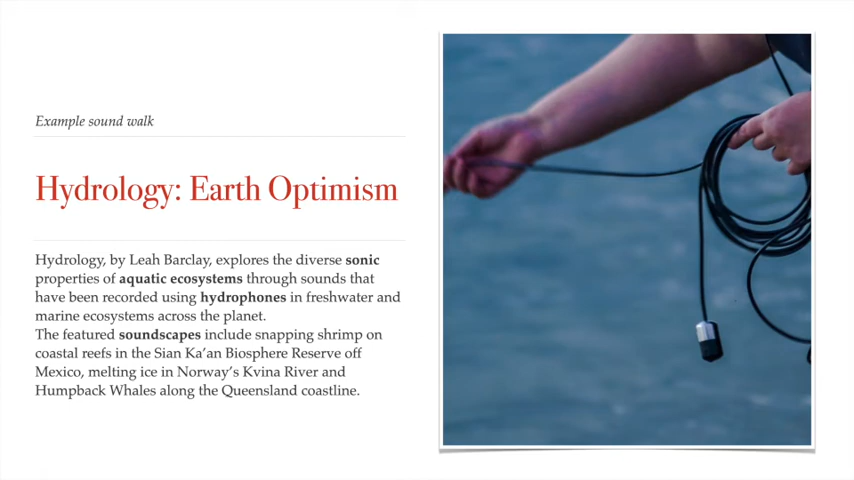 Example sound walk
Hydrology: Earth Optimism
Hydrology, by Leah Barclay, explores the diverse sonic
properties of aquatic ecosystems through sounds that
have been recorded using hydrophones in freshwater and
marine ecosystems across the planet.
The featured soundscapes include snapping shrimp on
coastal reefs in the Sian Ka’an Biosphere Reserve off
Mexico, melting ice in Norway’s Kvina River and
Humpback Whales along the Queensland coastline.